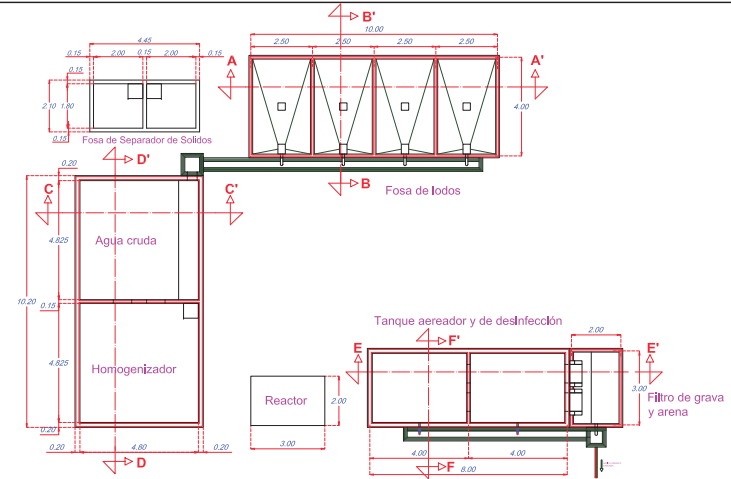 B'
10.00
4.45
2.50 2.50 2.50 2.50
0.15 2.00 0.15 2.00 0.15
A A'
0.15
2.10 1.80 4.00
0.15
Fosa de Separador de Solidos
0.20 D'
B
Fosa de lodos
C C'
4.825 Agua cruda
10.20
0.15
Tanque aereador y de desinfección
2.00
F'
E E'
4.825 Homogenizador
Reactor 2.00 3.00
Filtro de grava
y arena
0.20
3.00
0.20 4.60 0.20
4.00 4.00
D F 8.00